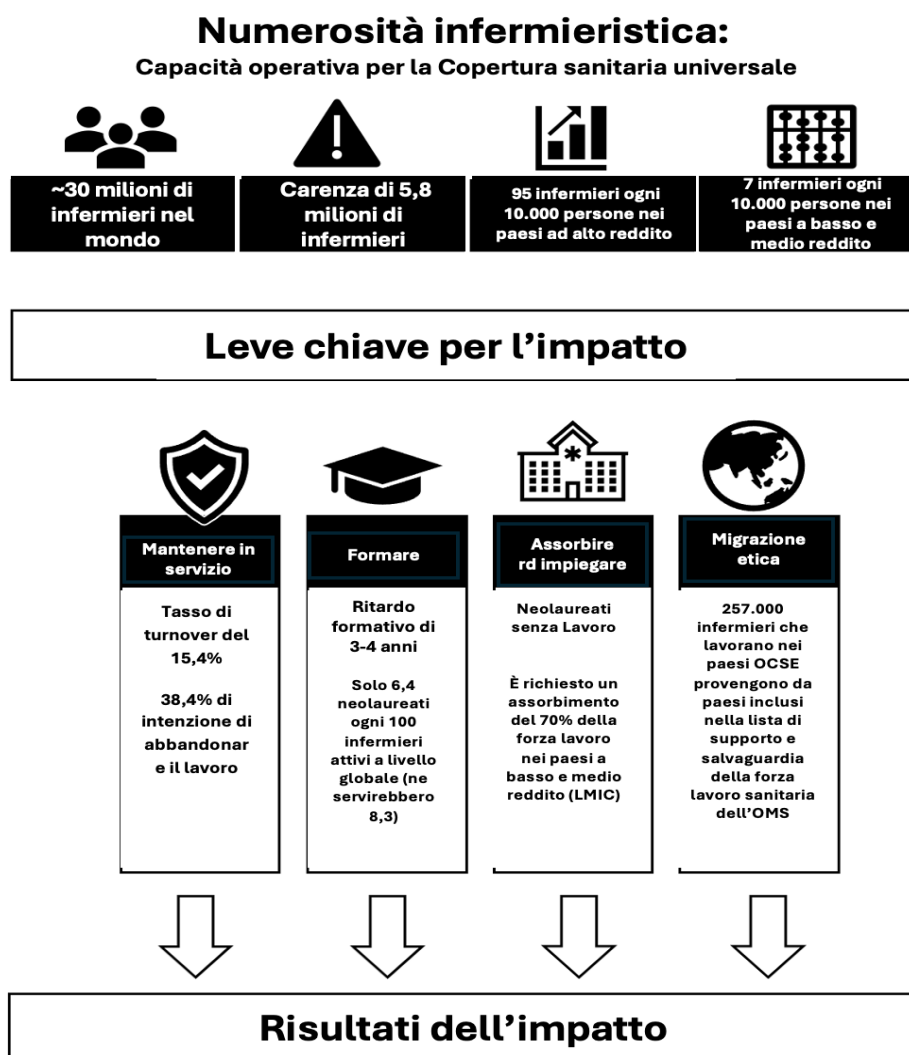 Numerosità infermieristica:
Capacità operativa per la Copertura sanitaria universale
~30 milioni di
infermieri nel
mondo
Carenza di 5,8
milioni di
infermieri
95 infermieri ogni
10.000 persone nei
paesi ad alto reddito
7 infermieri ogni
10.000 persone nei
paesi a basso e
medio reddito
Leve chiave per l’impatto
Mantenere in
servizio
Tasso di
turnover del
15,4%
38,4% di
intenzione di
abbandonar
e il lavoro
Formare
Ritardo
formativo di
3-4 anni
Solo 6,4
neolaureati
ogni 100
infermieri
attivi a livello
globale (ne
servirebbero
8,3)
Assorbire
rd impiegare
Neolaureati
senza Lavoro
È richiesto un
assorbimento
del 70% della
forza lavoro
nei paesi a
basso e medio
reddito (LMIC)
Migrazione
etica
257.000
infermieri che
lavorano nei
paesi OCSE
provengono da
paesi inclusi
nella lista di
supporto e
salvaguardia
della forza
lavoro sanitaria
dell’OMS
Risultati dell’impatto